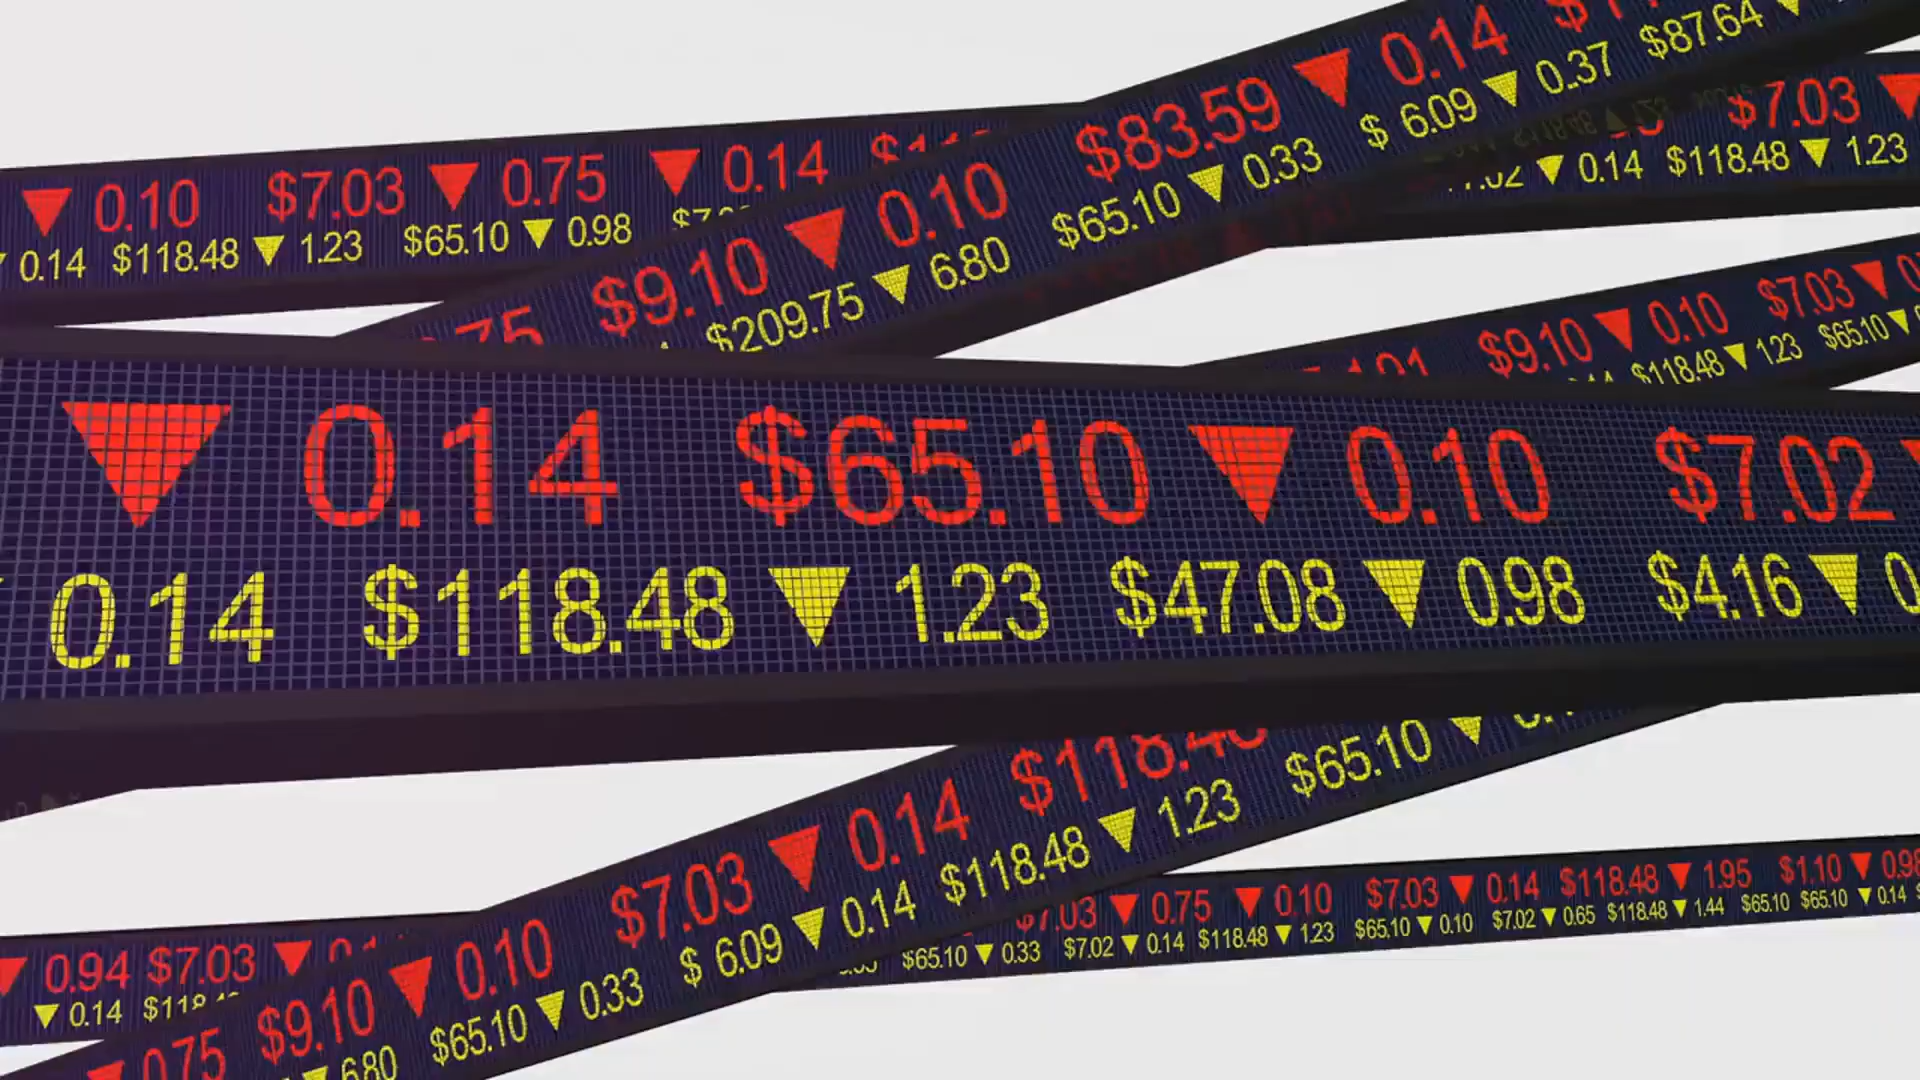 $83.59 ▼ 0.14
$ 6.09 ▼ 0.37 $87.64 ▼
$9.10 ▼ 0.10
$209.75 ▼ 6.80 $65.10 ▼ 0.33
▼ 0.10 $7.03 ▼ 0.75 ▼ 0.14
0.14 $118.48 ▼ 1.23 $65.10 ▼ 0.98
$7.03 ▼
▼ 0.14 $118.48 ▼ 1.23
$9.10 ▼ 0.10 $7.03 ▼
$118.48 ▼ 1.23 $65.10 ▼
▼ 0.14 $65.10 ▼ 0.10 $7.02
0.14 $118.48 ▼ 1.23 $47.08 ▼ 0.98 $4.16 ▼
0.75 $9.10 ▼ 0.10 $7.03 ▼ 0.14
6.80 $65.10 ▼ 0.33 $ 6.09 ▼ 0.14 $118.48 ▼ 1.23 $65.10 ▼
▼ 0.94 $7.03 ▼
▼ 0.14
$7.03 ▼ 0.75 ▼ 0.10 $7.03 ▼ 0.14 $118.48 ▼ 1.95 $1.10 ▼ 0.98
$65.10 ▼ 0.33 $7.02 ▼ 0.14 $118.48 ▼ 1.23 $65.10 ▼ 0.10 $7.02 ▼ 0.65 $118.48 ▼ 1.44 $65.10 $65.10 ▼ 0.14